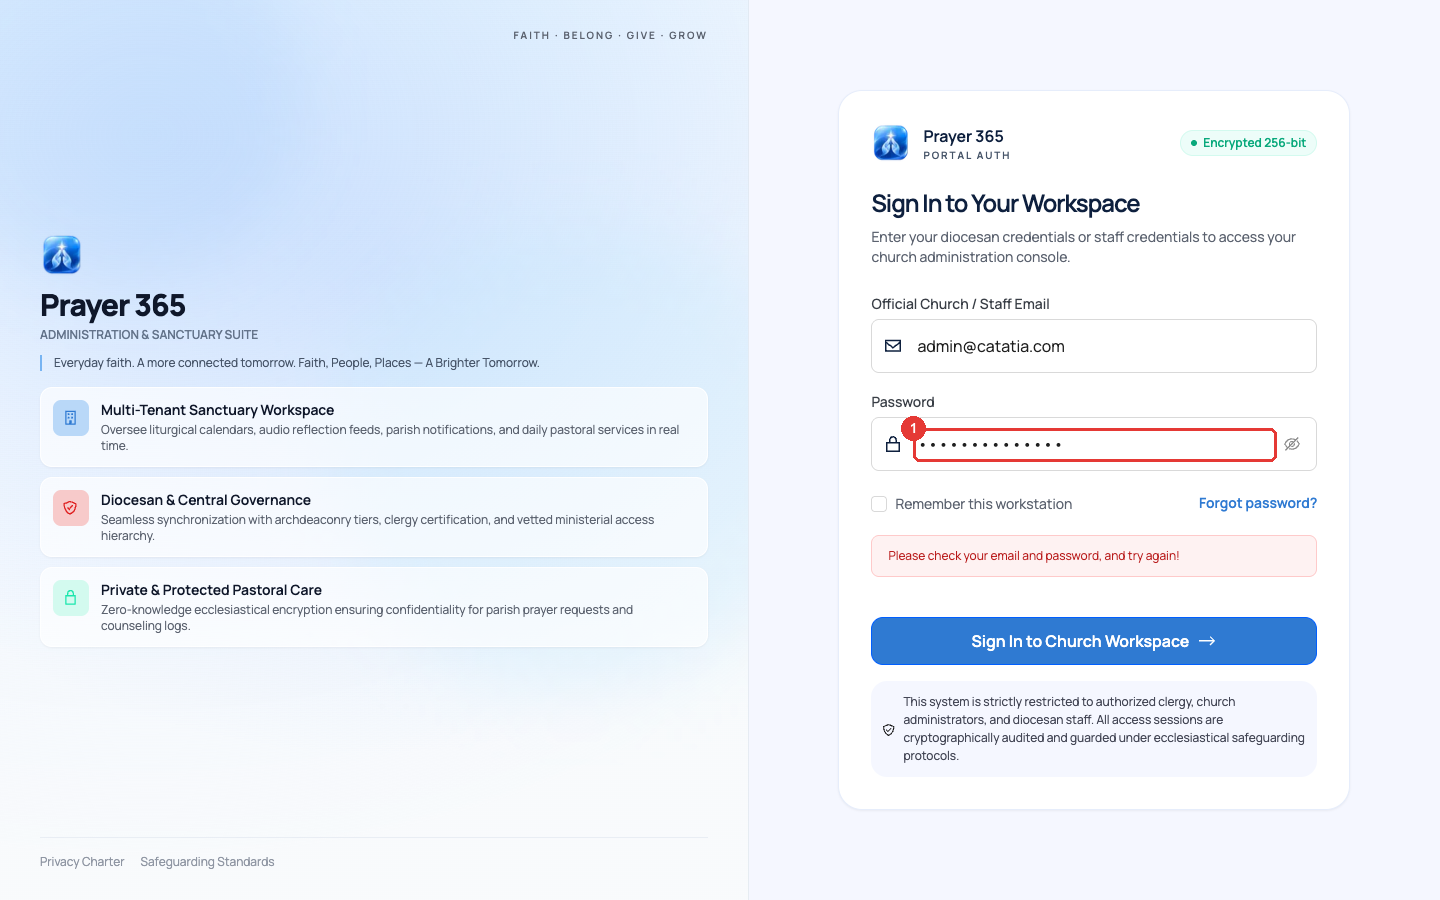 FAITH · BELONG · GIVE · GROW
Prayer 365
ADMINISTRATION & SANCTUARY SUITE
Everyday faith. A more connected tomorrow. Faith, People, Places — A Brighter Tomorrow.
Multi-Tenant Sanctuary Workspace
Oversee liturgical calendars, audio reflection feeds, parish notifications, and daily pastoral services in real
time.
Diocesan & Central Governance
Seamless synchronization with archdeaconry tiers, clergy certification, and vetted ministerial access
hierarchy.
Private & Protected Pastoral Care
Zero-knowledge ecclesiastical encryption ensuring confidentiality for parish prayer requests and
counseling logs.
Privacy Charter Safeguarding Standards
Prayer 365
PORTAL AUTH
Encrypted 256-bit
Sign In to Your Workspace
Enter your diocesan credentials or staff credentials to access your
church administration console.
Official Church / Staff Email
admin@catatia.com
Password
1
••••••••••••••
Remember this workstation
Forgot password?
Please check your email and password, and try again!
Sign In to Church Workspace →
This system is strictly restricted to authorized clergy, church
administrators, and diocesan staff. All access sessions are
cryptographically audited and guarded under ecclesiastical safeguarding
protocols.